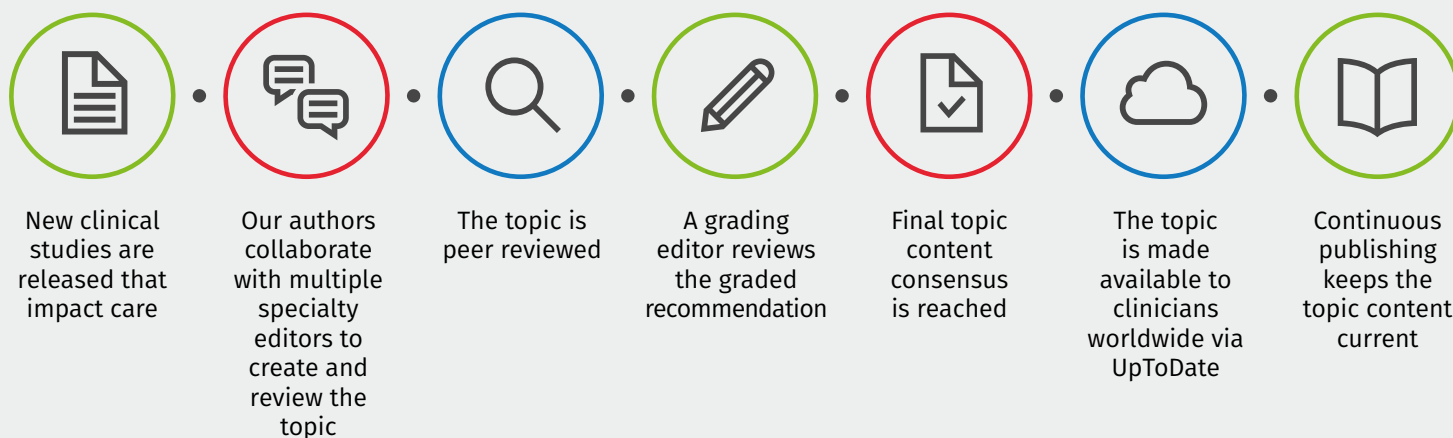 New clinical
studies are
released that
impact care
Our authors
collaborate
with multiple
specialty
editors to
create and
review the
topic
The topic is
peer reviewed
A grading
editor reviews
the graded
recommendation
Final topic
content
consensus
is reached
The topic
is made
available to
clinicians
worldwide via
UpToDate
Continuous
publishing
keeps the
topic content
current